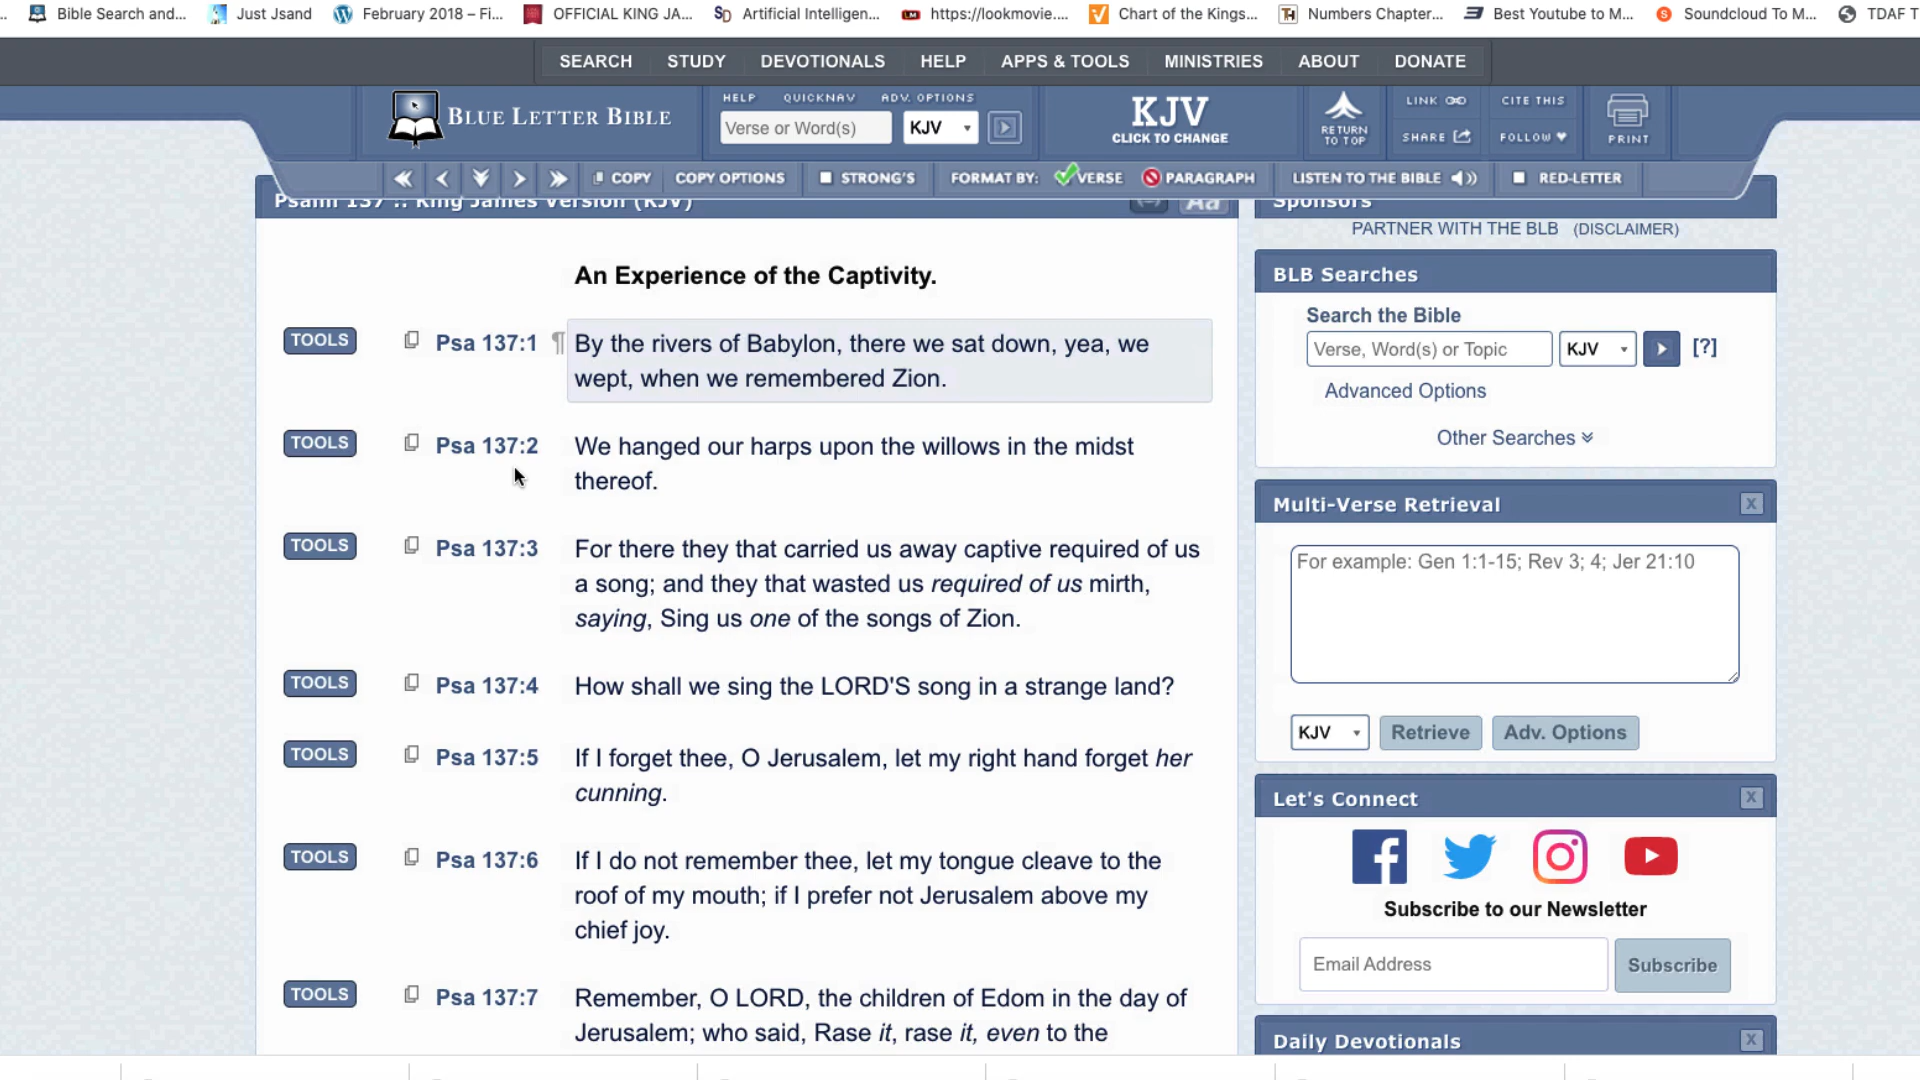 Bible Search and...
Just Jsand
February 2018 – Fi...
OFFICIAL KING JA...
Artificial Intelligen...
https://lookmovie....
Chart of the Kings...
Numbers Chapter...
Best Youtube to M...
Soundcloud To M...
TDAF T
SEARCH
STUDY
DEVOTIONALS
HELP
APPS & TOOLS
MINISTRIES
ABOUT
DONATE
BLUE LETTER BIBLE
HELP QUICKNAV ADV. OPTIONS
Verse or Word(s)
KJV
KJV
CLICK TO CHANGE
RETURN
TO TOP
LINK
SHARE
CITE THIS
FOLLOW
PRINT
COPY
COPY OPTIONS
STRONG'S
FORMAT BY:
VERSE
PARAGRAPH
LISTEN TO THE BIBLE
RED-LETTER
Psalm 137 :: King James Version (KJV)
Aa
An Experience of the Captivity.
TOOLS Psa 137:1 ¶ By the rivers of Babylon, there we sat down, yea, we
wept, when we remembered Zion.
TOOLS Psa 137:2 We hanged our harps upon the willows in the midst
thereof.
TOOLS Psa 137:3 For there they that carried us away captive required of us
a song; and they that wasted us required of us mirth,
saying, Sing us one of the songs of Zion.
TOOLS Psa 137:4 How shall we sing the LORD'S song in a strange land?
TOOLS Psa 137:5 If I forget thee, O Jerusalem, let my right hand forget her
cunning.
TOOLS Psa 137:6 If I do not remember thee, let my tongue cleave to the
roof of my mouth; if I prefer not Jerusalem above my
chief joy.
TOOLS Psa 137:7 Remember, O LORD, the children of Edom in the day of
Jerusalem; who said, Rase it, rase it, even to the
Sponsors
PARTNER WITH THE BLB (DISCLAIMER)
BLB Searches
Search the Bible
Verse, Word(s) or Topic
KJV
[?]
Advanced Options
Other Searches
Multi-Verse Retrieval
X
For example: Gen 1:1-15; Rev 3; 4; Jer 21:10
KJV
Retrieve
Adv. Options
Let's Connect
X
Subscribe to our Newsletter
Email Address
Subscribe
Daily Devotionals
X